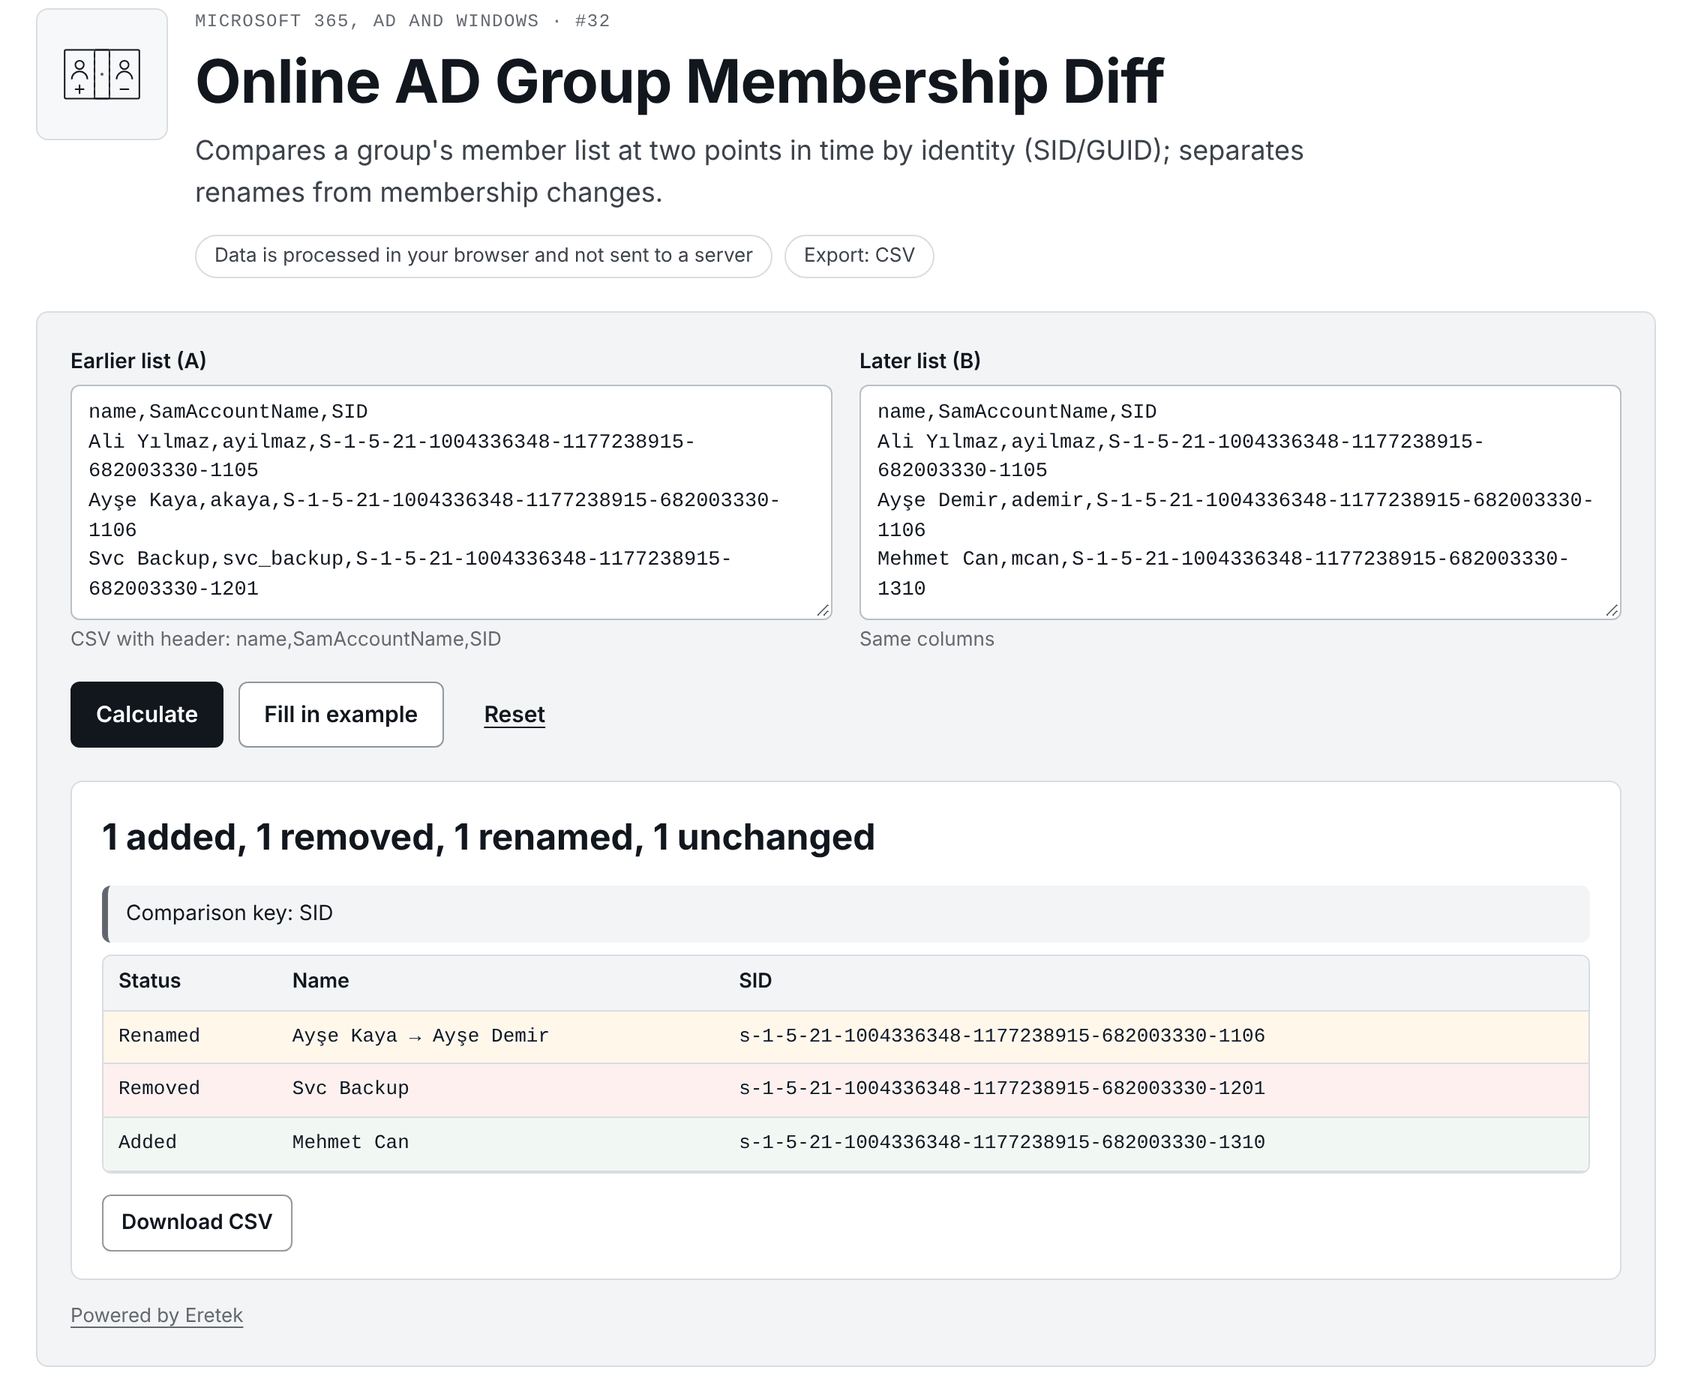 MICROSOFT 365, AD AND WINDOWS · #32
Online AD Group Membership Diff
Compares a group's member list at two points in time by identity (SID/GUID); separates
renames from membership changes.
Data is processed in your browser and not sent to a server
Export: CSV
Earlier list (A)
name,SamAccountName,SID
Ali Yılmaz,ayilmaz,S-1-5-21-1004336348-1177238915-
682003330-1105
Ayşe Kaya,akaya,S-1-5-21-1004336348-1177238915-682003330-
1106
Svc Backup,svc_backup,S-1-5-21-1004336348-1177238915-
682003330-1201
CSV with header: name,SamAccountName,SID
Later list (B)
name,SamAccountName,SID
Ali Yılmaz,ayilmaz,S-1-5-21-1004336348-1177238915-
682003330-1105
Ayşe Demir,ademir,S-1-5-21-1004336348-1177238915-682003330-
1106
Mehmet Can,mcan,S-1-5-21-1004336348-1177238915-682003330-
1310
Same columns
Calculate
Fill in example
Reset
1 added, 1 removed, 1 renamed, 1 unchanged
Comparison key: SID
Status Name SID
Renamed Ayşe Kaya → Ayşe Demir s-1-5-21-1004336348-1177238915-682003330-1106
Removed Svc Backup s-1-5-21-1004336348-1177238915-682003330-1201
Added Mehmet Can s-1-5-21-1004336348-1177238915-682003330-1310
Download CSV
Powered by Eretek